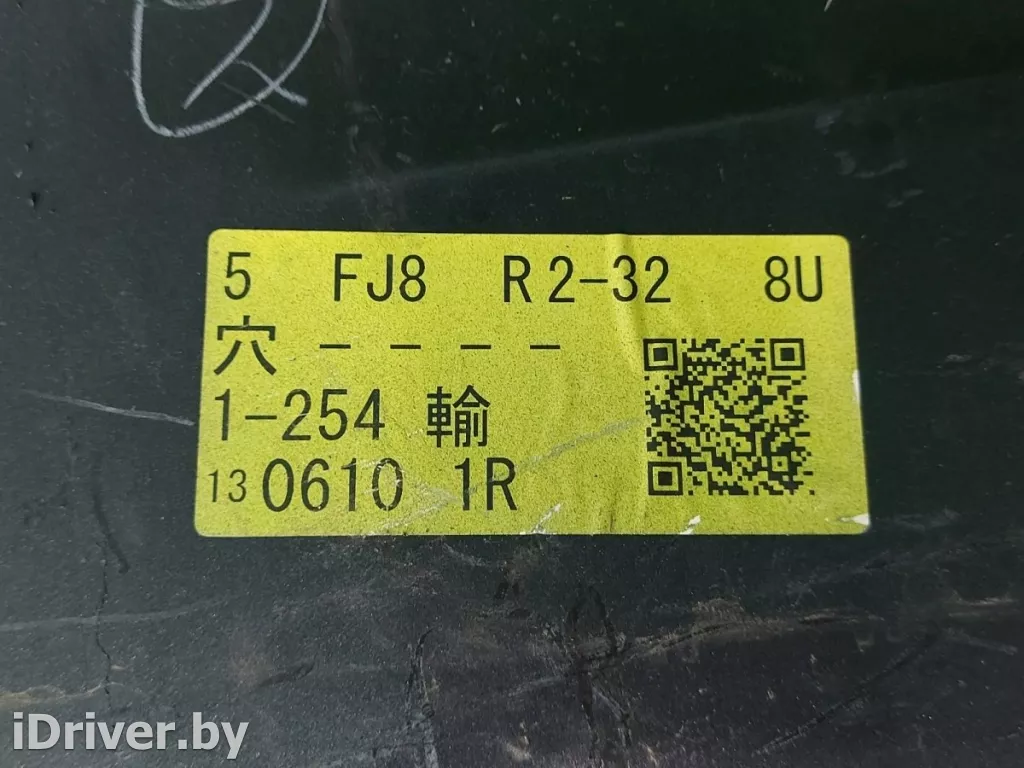 5 FJ8 R2-32 8U
穴 - - - -
1-254 輸
13 0610 1R
iDriver.by